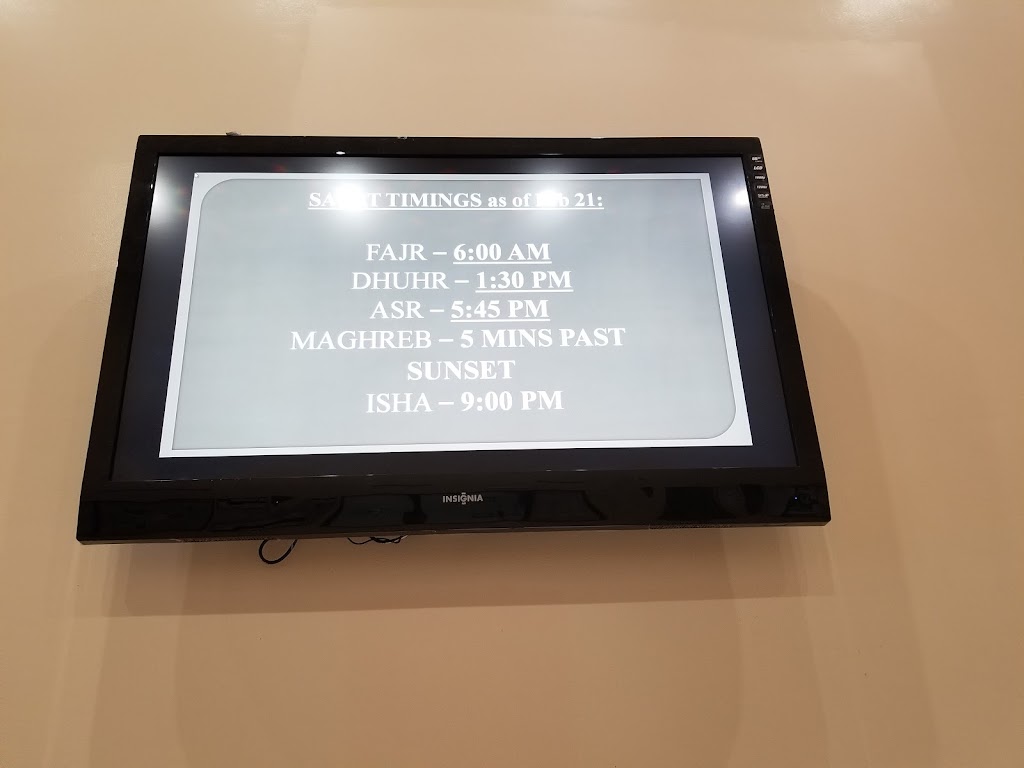 TIMINGS as of 21:
FAJR – 6:00 AM
DHUHR – 1:30 PM
ASR – 5:45 PM
MAGHREB – 5 MINS PAST
SUNSET
ISHA – 9:00 PM
INSIGNIA